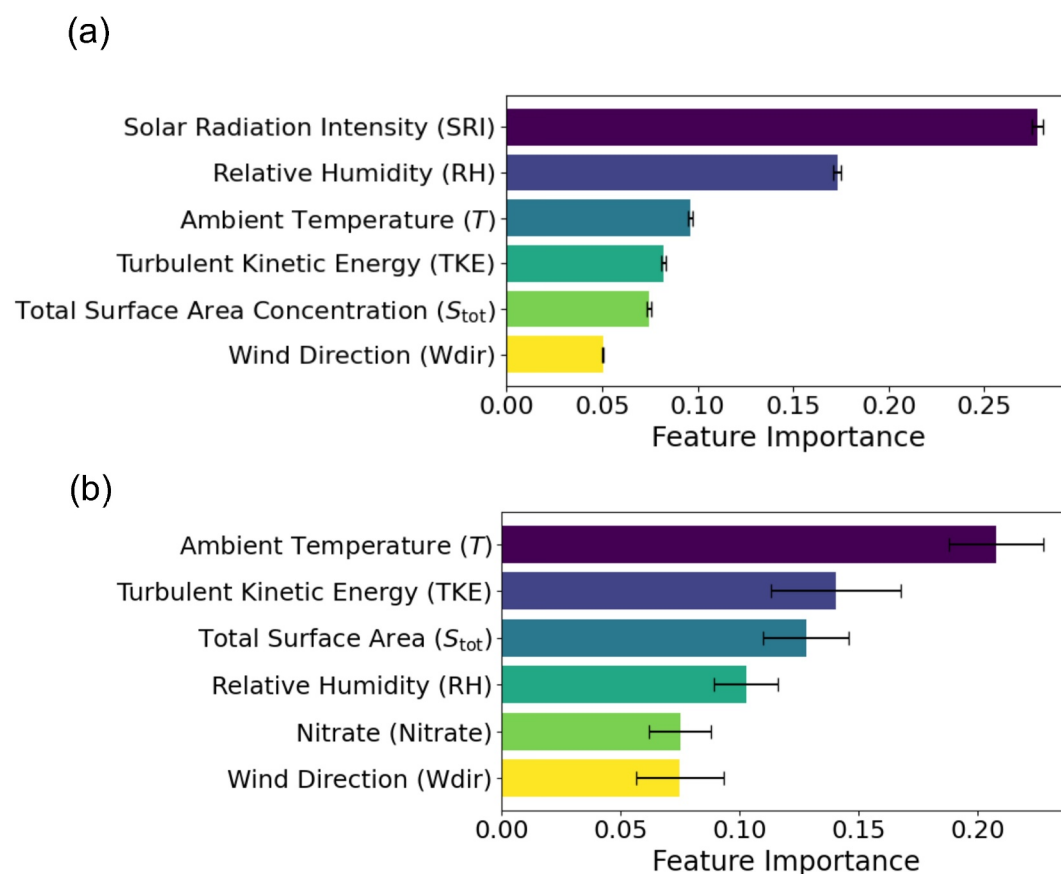 (a)
Solar Radiation Intensity (SRI)
Relative Humidity (RH)
Ambient Temperature (T)
Turbulent Kinetic Energy (TKE)
Total Surface Area Concentration (Stot)
Wind Direction (Wdir)
0.00 0.05 0.10 0.15 0.20 0.25
Feature Importance
(b)
Ambient Temperature (T)
Turbulent Kinetic Energy (TKE)
Total Surface Area (Stot)
Relative Humidity (RH)
Nitrate (Nitrate)
Wind Direction (Wdir)
0.00 0.05 0.10 0.15 0.20
Feature Importance